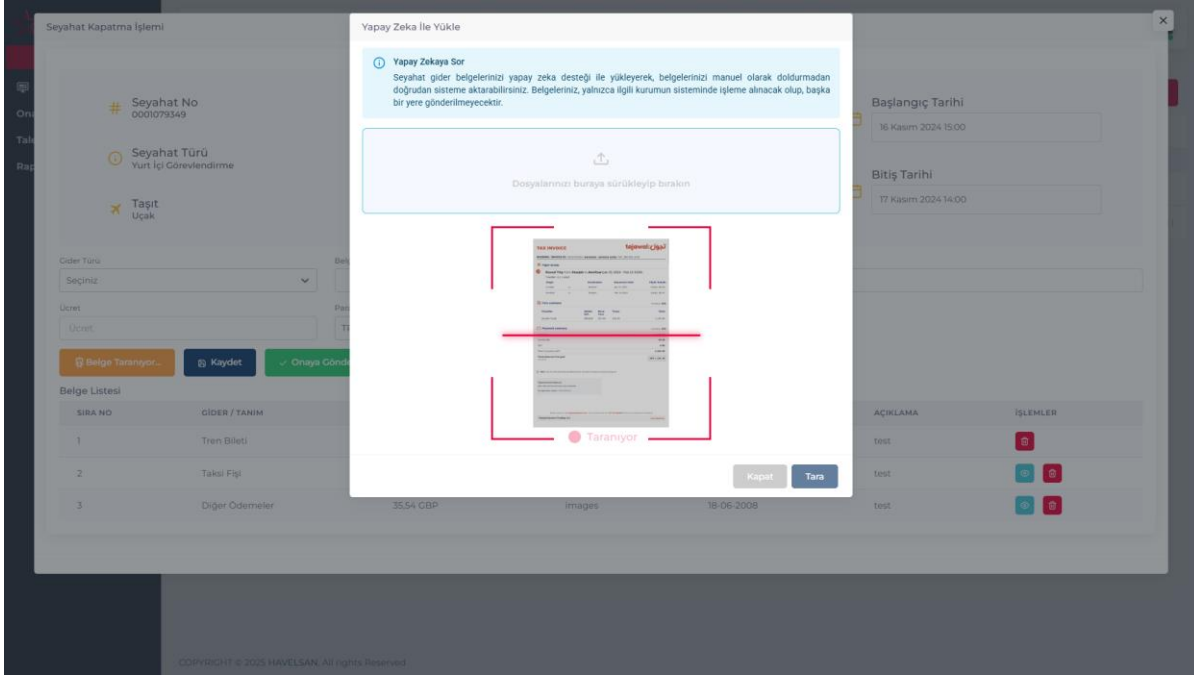 Seyahat Kapatma İşlemi
Seyahat No
0001079349
Seyahat Türü
Yurt İçi Görevlendirme
Taşıt
Uçak
Başlangıç Tarihi
16 Kasım 2024 15:00
Bitiş Tarihi
17 Kasım 2024 14:00
Gider Türü
Seçiniz
Ücret
Ücret
Belge Taranıyor...
Kaydet
Onaya Gönde
Yapay Zeka İle Yükle
Yapay Zekaya Sor
Seyahat gider belgelerinizi yapay zeka desteği ile yükleyerek, belgelerinizi manuel olarak doldurmadan
doğrudan sisteme aktarabilirsiniz. Belgeleriniz, yalnızca ilgili kurumun sisteminde işleme alınacak olup, başka
bir yere gönderilmeyecektir.
Dosyalarınızı buraya sürükleyip bırakın
TAX INVOICE
tajawal تجول
Taranıyor
Kapat
Tara
Belge Listesi
SIRA NO GİDER / TANIM AÇIKLAMA İŞLEMLER
1 Tren Bileti test
2 Taksi Fişi test
3 Diğer Ödemeler 35,54 GBP images 18-06-2008 test
COPYRIGHT © 2025 HAVELSAN, All rights Reserved